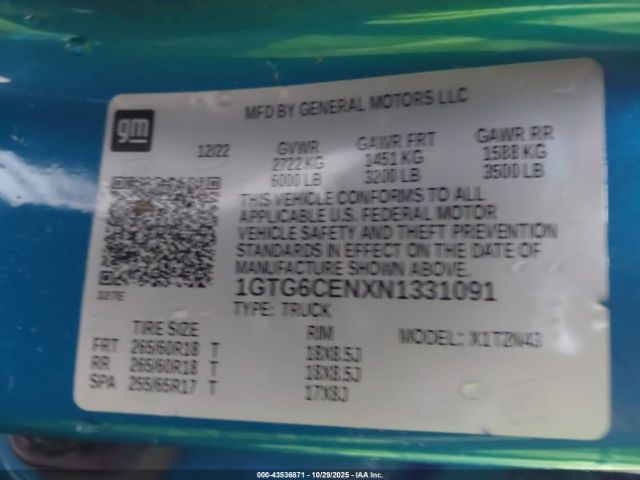 MFD BY GENERAL MOTORS LLC
gm
12/22 GVWR GAWR FRT GAWR RR
2722 KG 1451 KG 1588 KG
6000 LB 3200 LB 3500 LB
THIS VEHICLE CONFORMS TO ALL
APPLICABLE U.S. FEDERAL MOTOR
VEHICLE SAFETY AND THEFT PREVENTION
STANDARDS IN EFFECT ON THE DATE OF
MANUFACTURE SHOWN ABOVE.
327E
1GTG6CENXN1331091
TYPE: TRUCK
TIRE SIZE RIM MODEL: X1T2N43
FRT 265/60R18 T 18X8.5J
RR 265/60R18 T 18X8.5J
SPA 255/65R17 T 17X8J
000-43536871 - 10/29/2025 - IAA Inc.